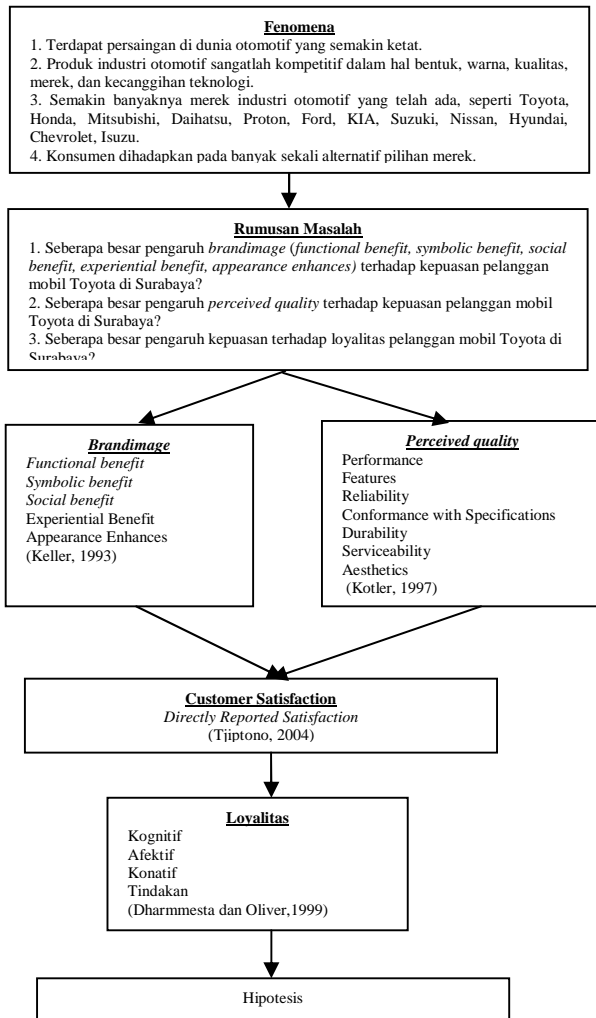 Fenomena
1. Terdapat persaingan di dunia otomotif yang semakin ketat.
2. Produk industri otomotif sangatlah kompetitif dalam hal bentuk, warna, kualitas,
merek, dan kecanggihan teknologi.
3. Semakin banyaknya merek industri otomotif yang telah ada, seperti Toyota,
Honda, Mitsubishi, Daihatsu, Proton, Ford, KIA, Suzuki, Nissan, Hyundai,
Chevrolet, Isuzu.
4. Konsumen dihadapkan pada banyak sekali alternatif pilihan merek.
Rumusan Masalah
1. Seberapa besar pengaruh brandimage (functional benefit, symbolic benefit, social
benefit, experiential benefit, appearance enhances) terhadap kepuasan pelanggan
mobil Toyota di Surabaya?
2. Seberapa besar pengaruh perceived quality terhadap kepuasan pelanggan mobil
Toyota di Surabaya?
3. Seberapa besar pengaruh kepuasan terhadap loyalitas pelanggan mobil Toyota di
Surabaya?
Brandimage
Functional benefit
Symbolic benefit
Social benefit
Experiential Benefit
Appearance Enhances
(Keller, 1993)
Perceived quality
Performance
Features
Reliability
Conformance with Specifications
Durability
Serviceability
Aesthetics
(Kotler, 1997)
Customer Satisfaction
Directly Reported Satisfaction
(Tjiptono, 2004)
Loyalitas
Kognitif
Afektif
Konatif
Tindakan
(Dharmmesta dan Oliver,1999)
Hipotesis